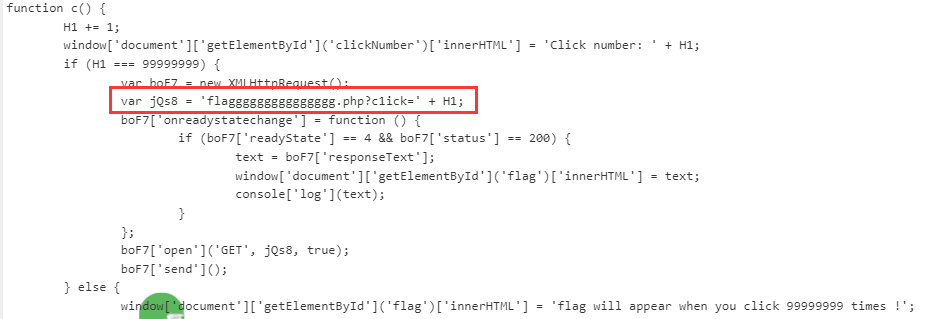 function c() {
H1 += 1;
window['document']['getElementById']('clickNumber')['innerHTML'] = 'Click number: ' + H1;
if (H1 === 99999999) {
var boF7 = new XMLHttpRequest();
var jQs8 = 'flagggggggggggggggg.php?c1ick=' + H1;
boF7['onreadystatechange'] = function () {
if (boF7['readyState'] == 4 && boF7['status'] == 200) {
text = boF7['responseText'];
window['document']['getElementById']('flag')['innerHTML'] = text;
console['log'](text);
}
};
boF7['open']('GET', jQs8, true);
boF7['send']();
} else {
window['document']['getElementById']('flag')['innerHTML'] = 'flag will appear when you click 99999999 times !';